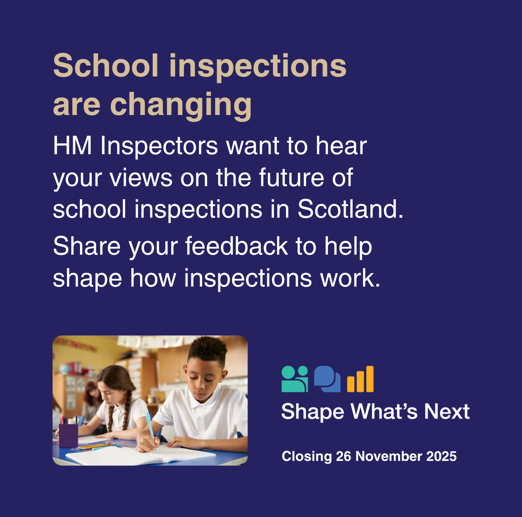 School inspections
are changing
HM Inspectors want to hear
your views on the future of
school inspections in Scotland.
Share your feedback to help
shape how inspections work.
Shape What's Next
Closing 26 November 2025